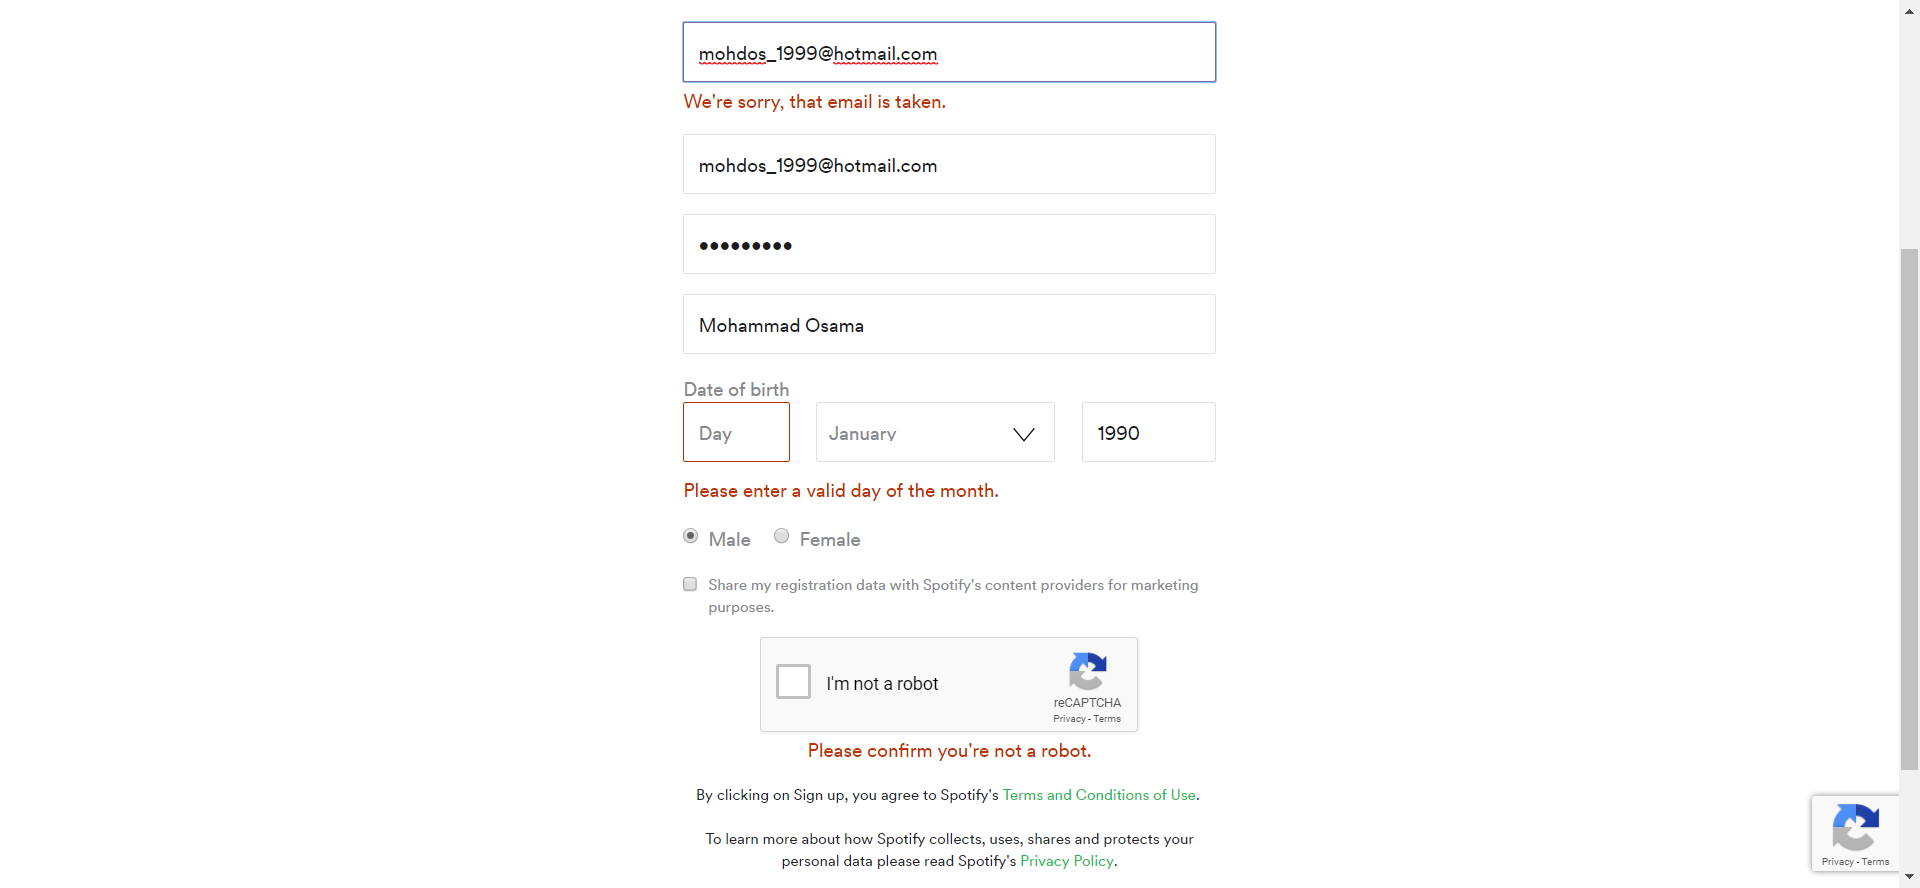 mohdos_1999@hotmail.com
We're sorry, that email is taken.
mohdos_1999@hotmail.com
•••••••••
Mohammad Osama
Date of birth
Day January 1990
Please enter a valid day of the month.
Male Female
Share my registration data with Spotify's content providers for marketing
purposes.
I'm not a robot
reCAPTCHA
Privacy - Terms
Please confirm you're not a robot.
By clicking on Sign up, you agree to Spotify's Terms and Conditions of Use.
To learn more about how Spotify collects, uses, shares and protects your
personal data please read Spotify's Privacy Policy.
Privacy - Terms